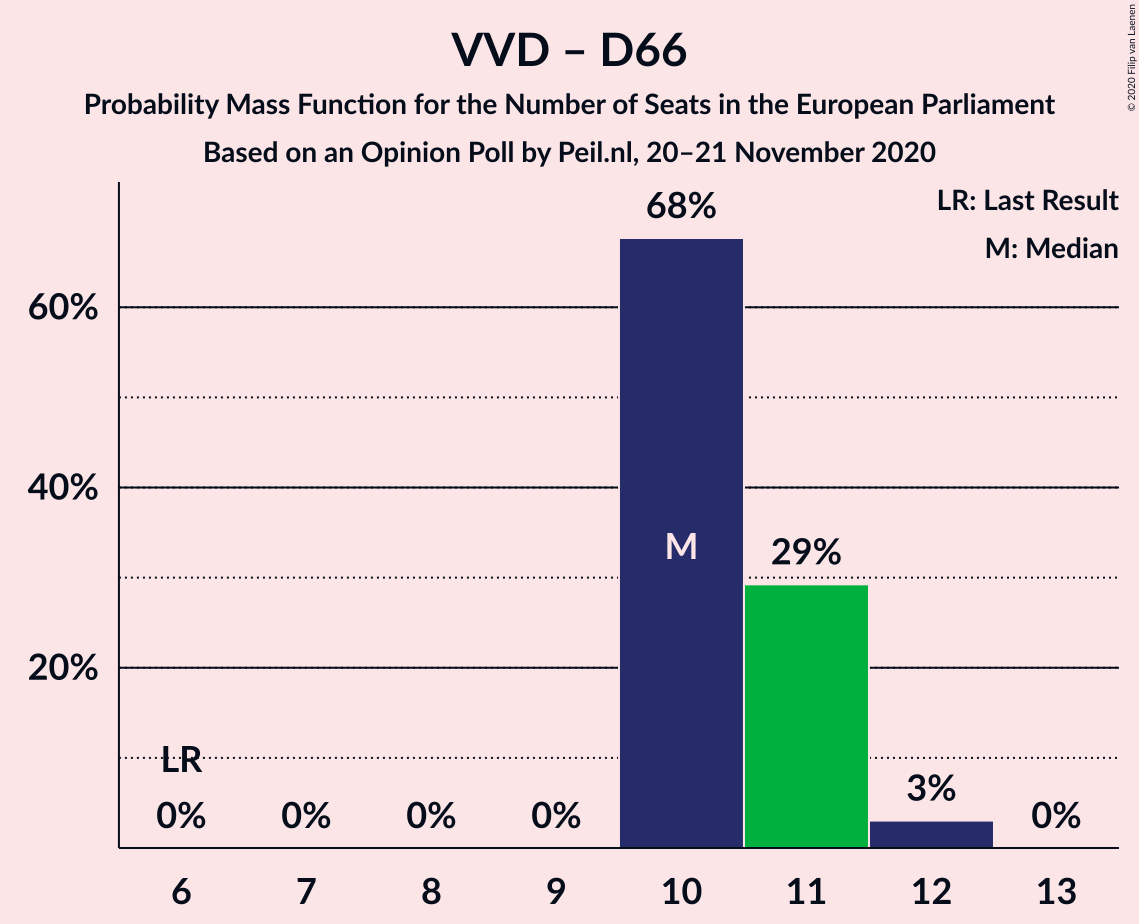 VVD – D66
Probability Mass Function for the Number of Seats in the European Parliament
Based on an Opinion Poll by Peil.nl, 20–21 November 2020
© 2020 Filip van Laenen
LR: Last Result
M: Median
68%
60%
40%
M
29%
20%
LR
0% 0% 0% 0% 3% 0%
6 7 8 9 10 11 12 13